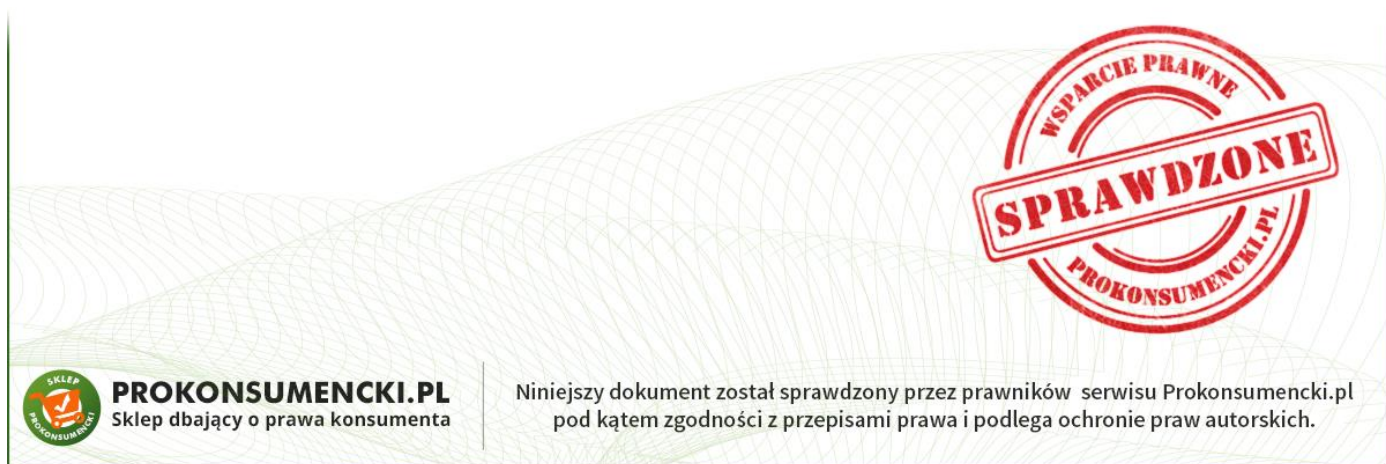 WSPARCIE PRAWNE
SPRAWDZONE
PROKONSUMENCKI.PL
SKLEP
PROKONSUMENCKI
PROKONSUMENCKI.PL
Sklep dbający o prawa konsumenta
Niniejszy dokument został sprawdzony przez prawników serwisu Prokonsumencki.pl
pod kątem zgodności z przepisami prawa i podlega ochronie praw autorskich.